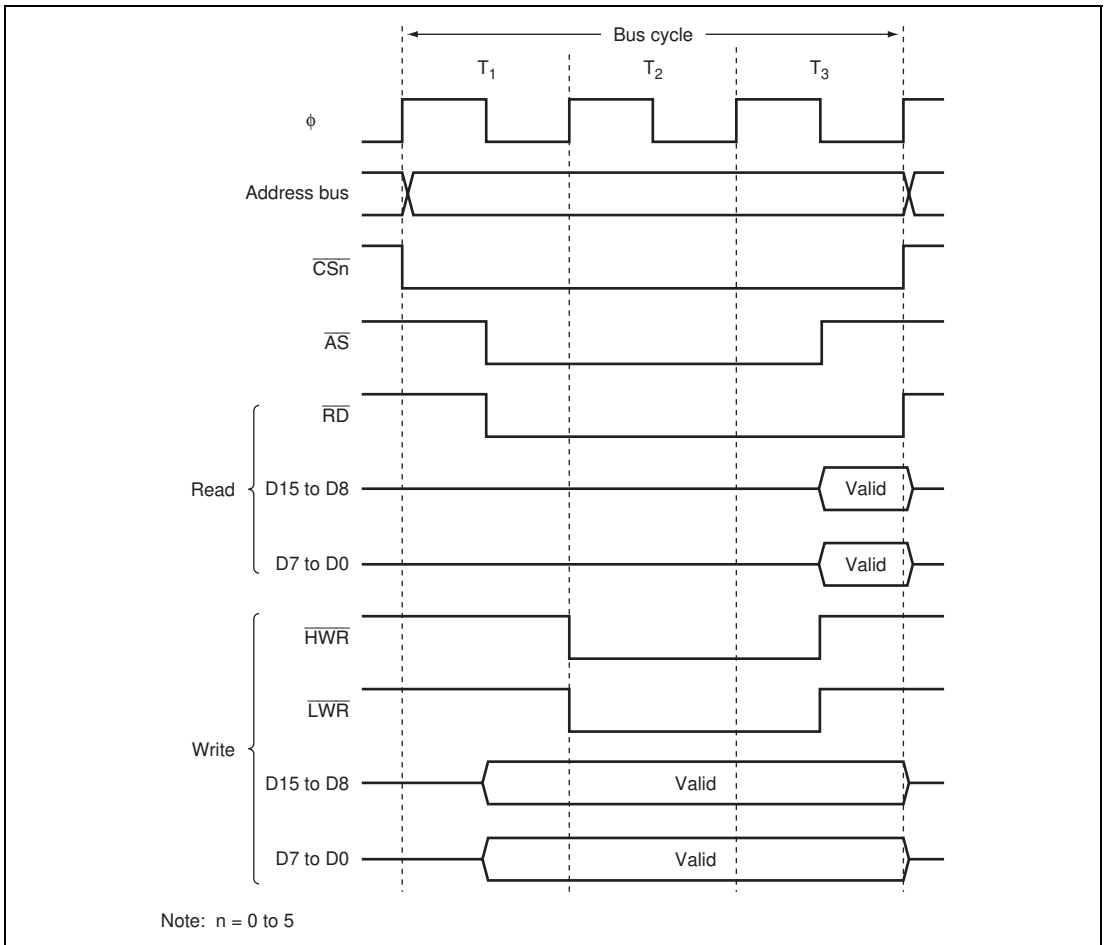 Bus cycle
T1 T2 T3
φ
Address bus
CSn
AS
RD
Read D15 to D8 Valid
D7 to D0 Valid
HWR
LWR
Write
D15 to D8 Valid
D7 to D0 Valid
Note: n = 0 to 5